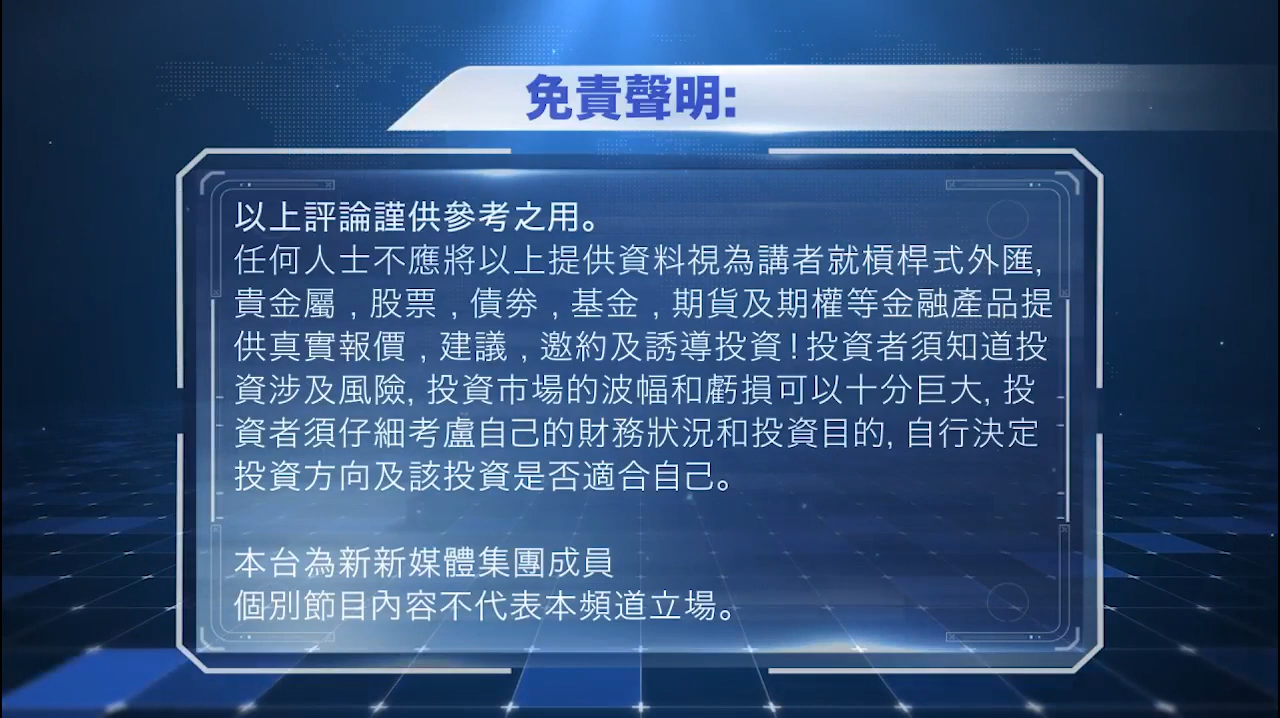 免責聲明:
以上評論謹供參考之用。
任何人士不應將以上提供資料視為講者就槓桿式外匯,
貴金屬，股票，債劵，基金，期貨及期權等金融產品提
供真實報價，建議，邀約及誘導投資!投資者須知道投
資涉及風險,投資市場的波幅和虧損可以十分巨大,投
資者須仔細考盧自己的財務狀況和投資目的,自行決定
投資方向及該投資是否適合自己。
本台為新新媒體集團成員
個別節目內容不代表本頻道立場。